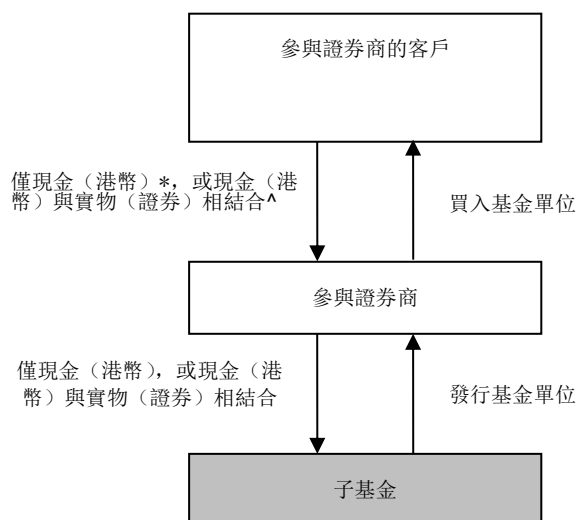 參與證券商的客戶
僅現金（港幣）*，或現金（港
幣）與實物（證券）相結合^
買入基金單位
參與證券商
僅現金（港幣），或現金（港
幣）與實物（證券）相結合
發行基金單位
子基金